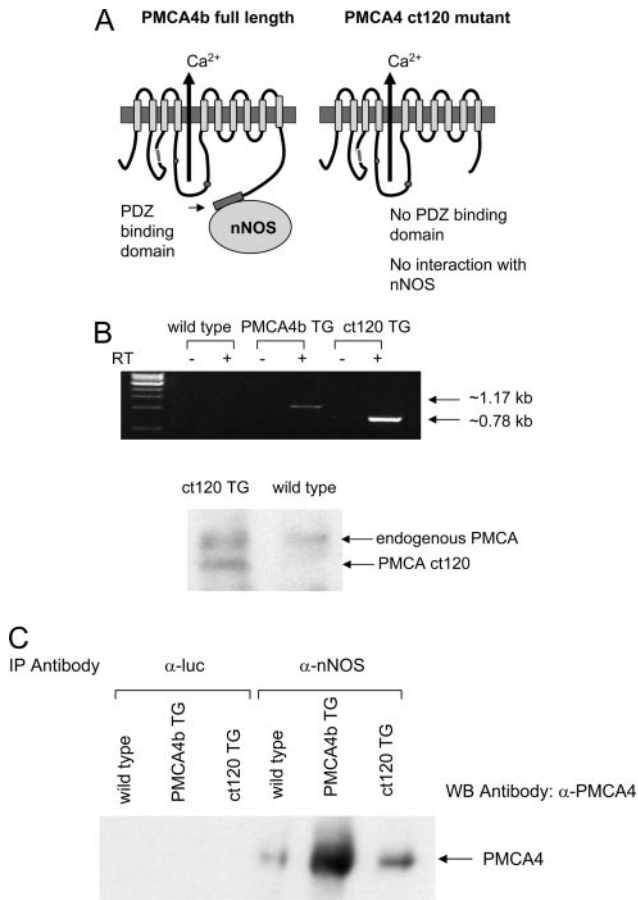 A
PMCA4b full length
PMCA4 ct120 mutant
Ca²⁺
Ca²⁺
PDZ
binding
domain
nNOS
No PDZ binding
domain
No interaction with
nNOS
B
wild type PMCA4b TG ct120 TG
RT - + - + - +
~1.17 kb
~0.78 kb
ct120 TG wild type
endogenous PMCA
PMCA ct120
C
IP Antibody α-luc α-nNOS
wild type
PMCA4b TG
ct120 TG
wild type
PMCA4b TG
ct120 TG
WB Antibody: α-PMCA4
PMCA4